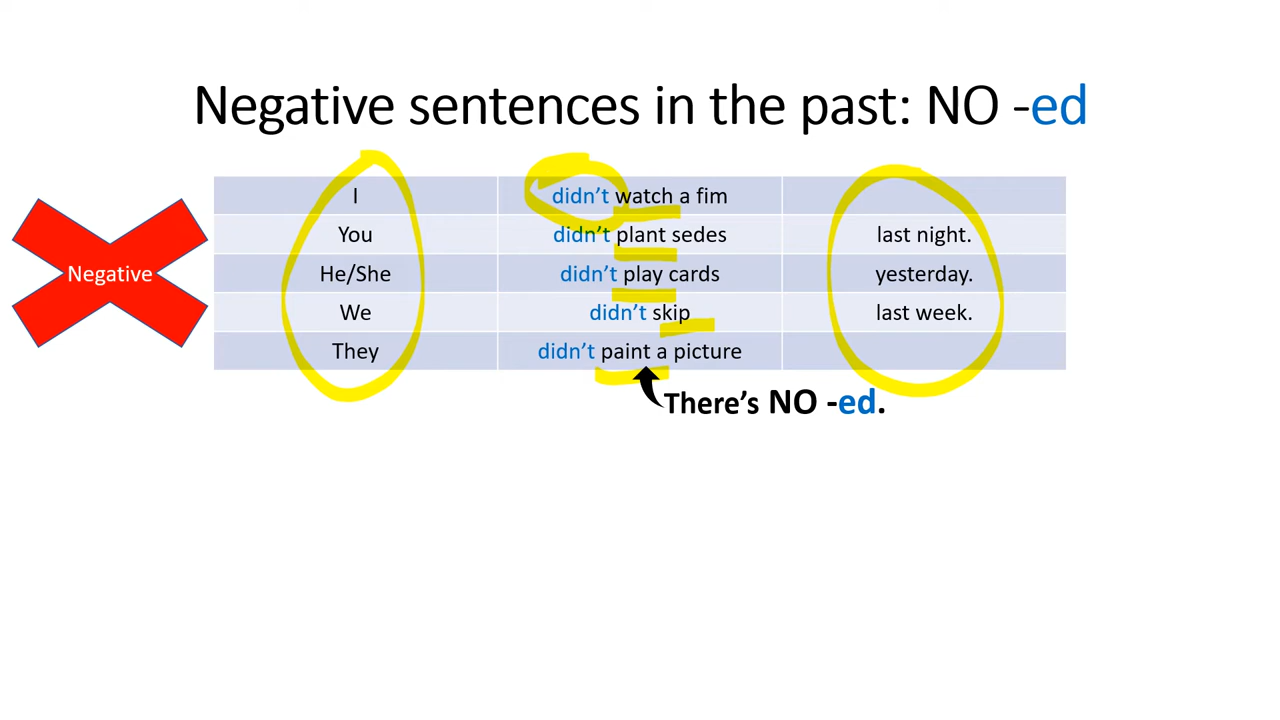 Negative sentences in the past: NO -ed
I didn't watch a fim
You didn't plant sedes last night.
Negative He/She didn't play cards yesterday.
We didn't skip last week.
They didn't paint a picture
There's NO -ed.